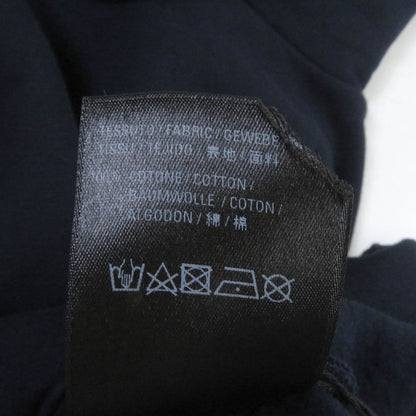 TESSUTO / FABRIC / GEWEBE
TISSU / TEJIDO / 表地 / 面料
100% COTONE / COTTON /
BAUMWOLLE / COTON /
ALGODON / 綿 / 棉